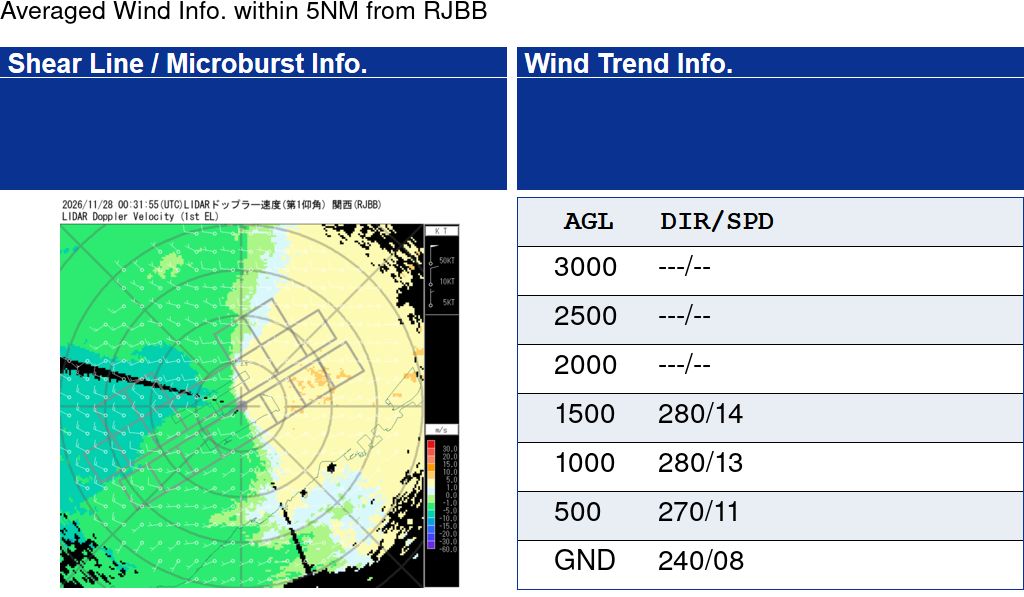 Averaged Wind Info. within 5NM from RJBB
Shear Line / Microburst Info.
Wind Trend Info.
2026/11/28 00:31:55(UTC)LIDARドップラー速度(第1仰角) 関西(RJBB)
LIDAR Doppler Velocity (1st EL)
KT
50KT
10KT
5KT
m/s
30.0
20.0
15.0
10.0
5.0
1.0
0.0
-1.0
-5.0
-10.0
-15.0
-20.0
-30.0
-60.0
AGL DIR/SPD
3000 ---/--
2500 ---/--
2000 ---/--
1500 280/14
1000 280/13
500 270/11
GND 240/08